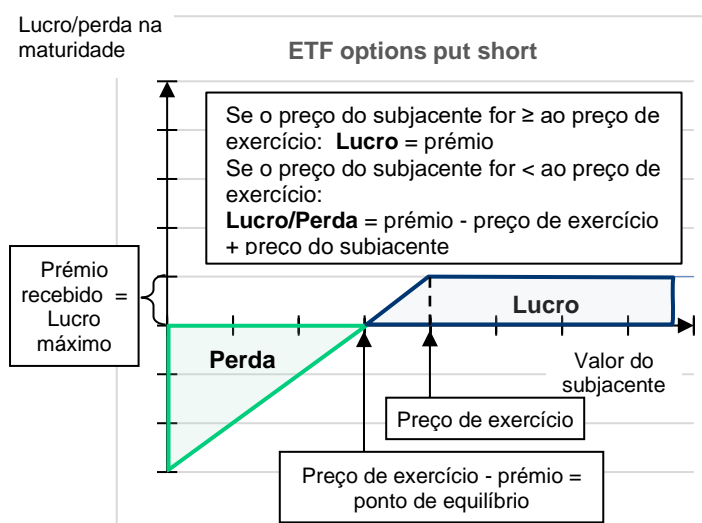 Lucro/perda na
maturidade
ETF options put short
Se o preço do subjacente for ≥ ao preço de
exercício: Lucro = prémio
Se o preço do subjacente for < ao preço de
exercício:
Lucro/Perda = prémio - preço de exercício
+ preço do subjacente
Prémio
recebido =
Lucro
máximo
Lucro
Perda
Valor do
subjacente
Preço de exercício
Preço de exercício - prémio =
ponto de equilíbrio